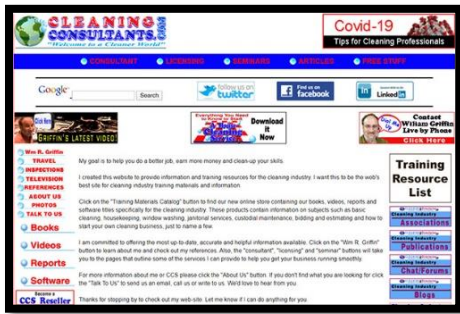 CLEANING
CONSULTANTS.COM
"Welcome to a Cleaner World"
Covid-19
Tips for Cleaning Professionals
CONSULTANT
LICENSING
SEMINARS
ARTICLES
FREE STUFF
Google
Search
follow us on
twitter
Find us on
facebook
in
LinkedIn
Click Here
GRIFFIN'S LATEST VIDEO!
Everything You Need
Cleaning
Service
Download
it
Now
Contact
William Griffin
Live by Phone
Click Here
Wm R. Griffin
TRAVEL
INSPECTIONS
TELEVISION
REFERENCES
ABOUT US
PHOTOS
TALK TO US
Books
Videos
Reports
Software
Become a
CCS Reseller
My goal is to help you do a better job, earn more money and clean-up your skills.
I created this website to provide information and training resources for the cleaning industry. I want this to be the web's
best site for cleaning industry training materials and information.
Click on the "Training Materials Catalog" button to find our new online store containing our books, videos, reports and
software titles specifically for the cleaning industry. These products contain information on subjects such as basic
cleaning, housekeeping, window washing, janitorial services, custodial maintenance, bidding and estimating and how to
start your own cleaning business, just to name a few.
I am committed to offering the most up-to-date, accurate and helpful information available. Click on the "Wm R. Griffin"
button to learn about me and check out my references. Also, the "consultant", "licensing" and "seminars" buttons will take
you to the pages that outline some of the services I can provide to help you get your business running smoothly.
For more information about me or CCS please click the "About Us" button. If you don't find what you are looking for click
the "Talk To Us" to send us an email, call us or write to us. We'd love to hear from you.
Thanks for stopping by to check out my web-site. Let me know if I can do anything for you
Training
Resource
List
Cleaning Industry
Associations
Cleaning Industry
Publications
Cleaning Industry
Chat/Forums
Cleaning Industry
Blogs